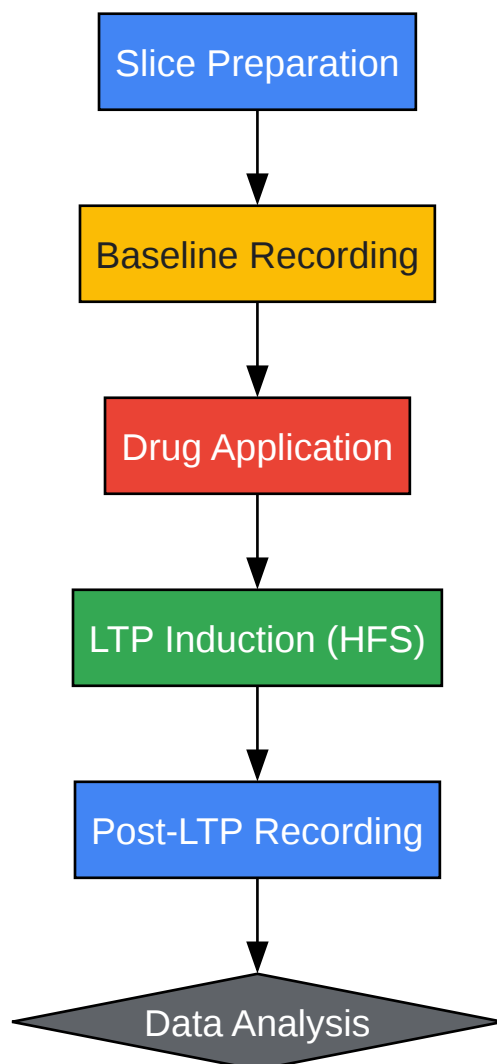 Slice Preparation
Baseline Recording
Drug Application
LTP Induction (HFS)
Post-LTP Recording
Data Analysis